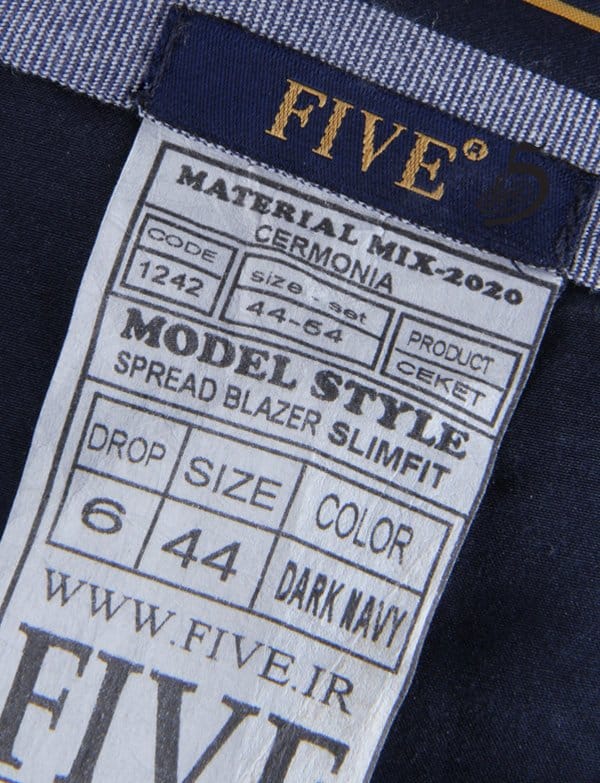 FIVE®
MATERIAL MIX-2020
CERMONIA
CODE
1242
size - set
44-54
PRODUCT
CEKET
MODEL STYLE
SPREAD BLAZER SLIMFIT
DROP SIZE COLOR
6 44 DARK NAVY
WWW.FIVE.IR
FIVE